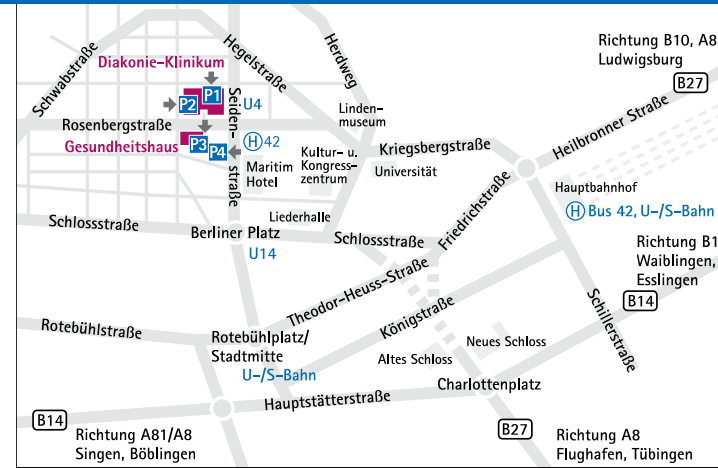 Richtung B10, A8
Ludwigsburg
B27
Schwabstraße
Hegelstraße
Herdweg
Diakonie-Klinikum
P1
P2
Seiden-
straße
U4
Linden-
museum
Heilbronner Straße
Rosenbergstraße
Gesundheitshaus
P3
P4
H 42
Maritim
Hotel
Kultur- u.
Kongress-
zentrum
Kriegsbergstraße
Universität
Friedrichstraße
Hauptbahnhof
H Bus 42, U-/S-Bahn
Schlossstraße
Liederhalle
Berliner Platz
U14
Schlossstraße
Richtung B1
Waiblingen,
Esslingen
B14
Theodor-Heuss-Straße
Königstraße
Schillerstraße
Rotebühlstraße
Rotebühlplatz/
Stadtmitte
U-/S-Bahn
Neues Schloss
Altes Schloss
Charlottenplatz
Hauptstätterstraße
B14
Richtung A81/A8
Singen, Böblingen
B27
Richtung A8
Flughafen, Tübingen